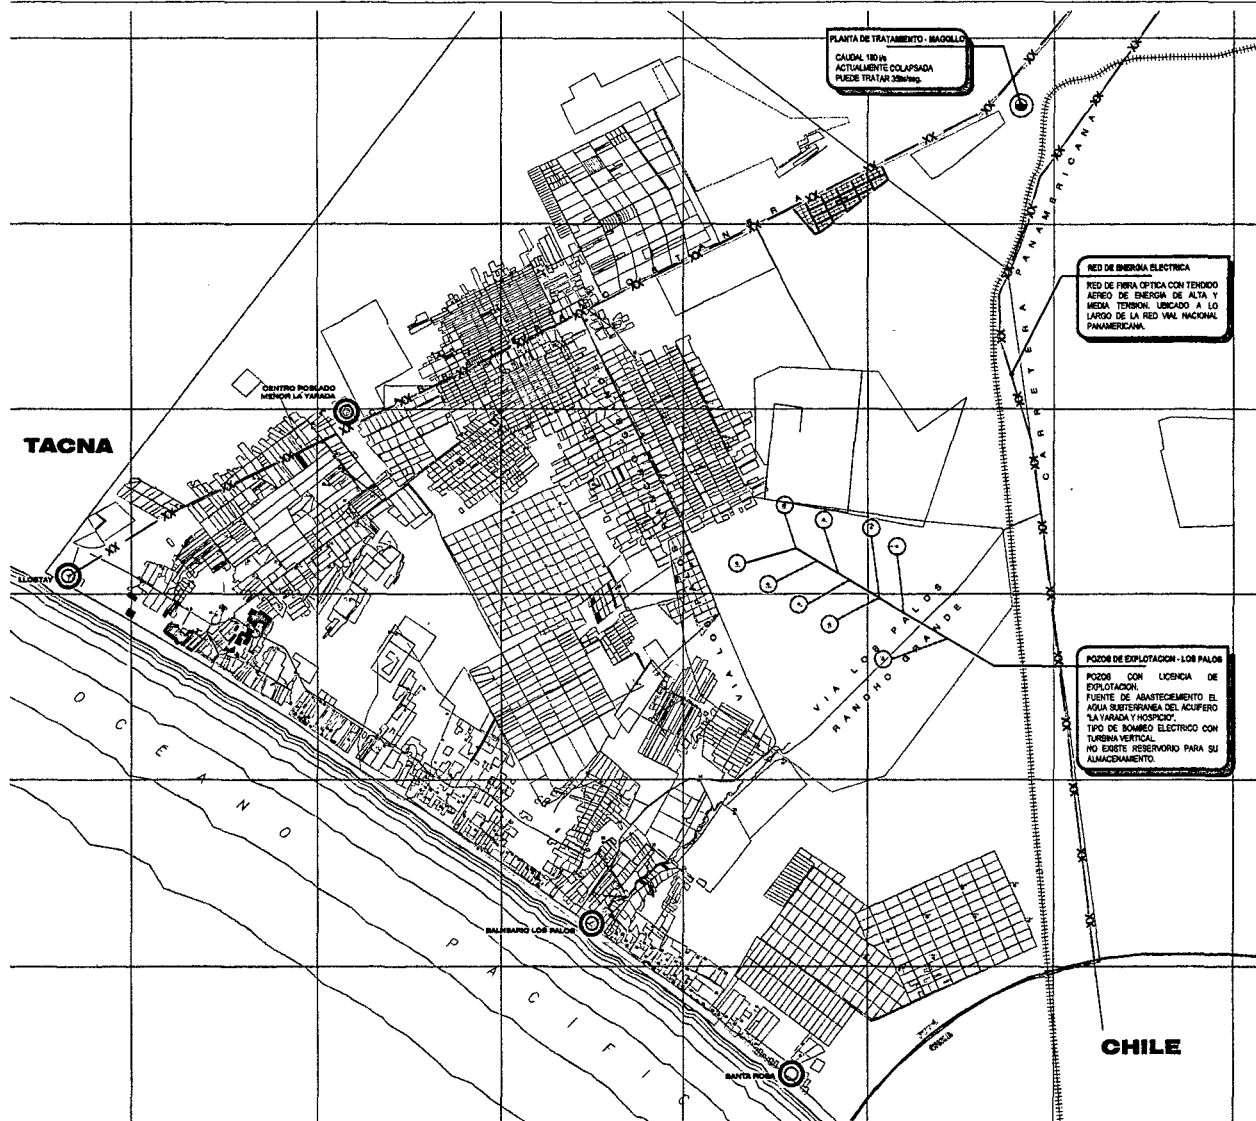 PLANTA DE TRATAMIENTO - MAGOLLO
CAUDAL 180 l/s
ACTUALMENTE COLAPSADA
PUEDE TRATAR
RED DE ENERGIA ELECTRICA
RED DE FIBRA OPTICA CON TENDIDO
AEREO DE ENERGIA DE ALTA Y
MEDIA TENSION, UBICADO A LO
LARGO DE LA RED VIAL NACIONAL
PANAMERICANA.
CARRETERA PANAMERICANA
CENTRO POBLADO
MENOR LA YARADA
TACNA
COSTANERA
LLOSTAY
VIA LOS PALOS
RANCHO GRANDE
POZOS DE EXPLOTACION - LOS PALOS
POZOS CON LICENCIA DE
EXPLOTACION.
FUENTE DE ABASTECIEMIENTO EL
AGUA SUBTERRANEA DEL ACUIFERO
"LA YARADA Y HOSPICIO".
TIPO DE BOMBEO ELECTRICO CON
TURBINA VERTICAL.
NO EXISTE RESERVORIO PARA SU
ALMACENAMIENTO.
OCÉANO PACIFIC
BALNEARIO LOS PALOS
SANTA ROSA
CHILE